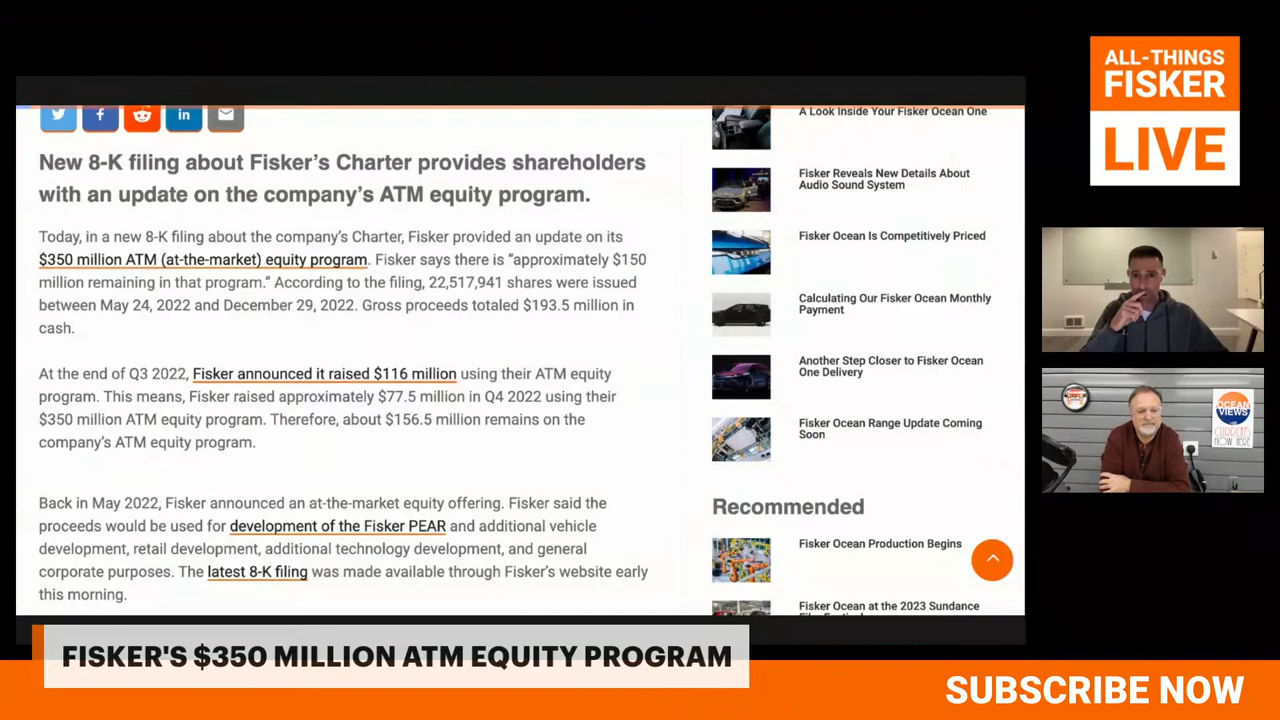 ALL-THINGS
FISKER
LIVE
in
New 8-K filing about Fisker's Charter provides shareholders
with an update on the company's ATM equity program.
Today, in a new 8-K filing about the company's Charter, Fisker provided an update on its
$350 million ATM (at-the-market) equity program. Fisker says there is "approximately $150
million remaining in that program." According to the filing, 22,517,941 shares were issued
between May 24, 2022 and December 29, 2022. Gross proceeds totaled $193.5 million in
cash.
At the end of Q3 2022, Fisker announced it raised $116 million using their ATM equity
program. This means, Fisker raised approximately $77.5 million in Q4 2022 using their
$350 million ATM equity program. Therefore, about $156.5 million remains on the
company's ATM equity program.
Back in May 2022, Fisker announced an at-the-market equity offering. Fisker said the
proceeds would be used for development of the Fisker PEAR and additional vehicle
development, retail development, additional technology development, and general
corporate purposes. The latest 8-K filing was made available through Fisker's website early
this morning.
A Look Inside Your Fisker Ocean One
Fisker Reveals New Details About
Audio Sound System
Fisker Ocean Is Competitively Priced
Calculating Our Fisker Ocean Monthly
Payment
Another Step Closer to Fisker Ocean
One Delivery
Fisker Ocean Range Update Coming
Soon
Recommended
Fisker Ocean Production Begins
Fisker Ocean at the 2023 Sundance
OCEAN
VIEWS
CURRENTS
NOW HERE
FISKER'S $350 MILLION ATM EQUITY PROGRAM
SUBSCRIBE NOW